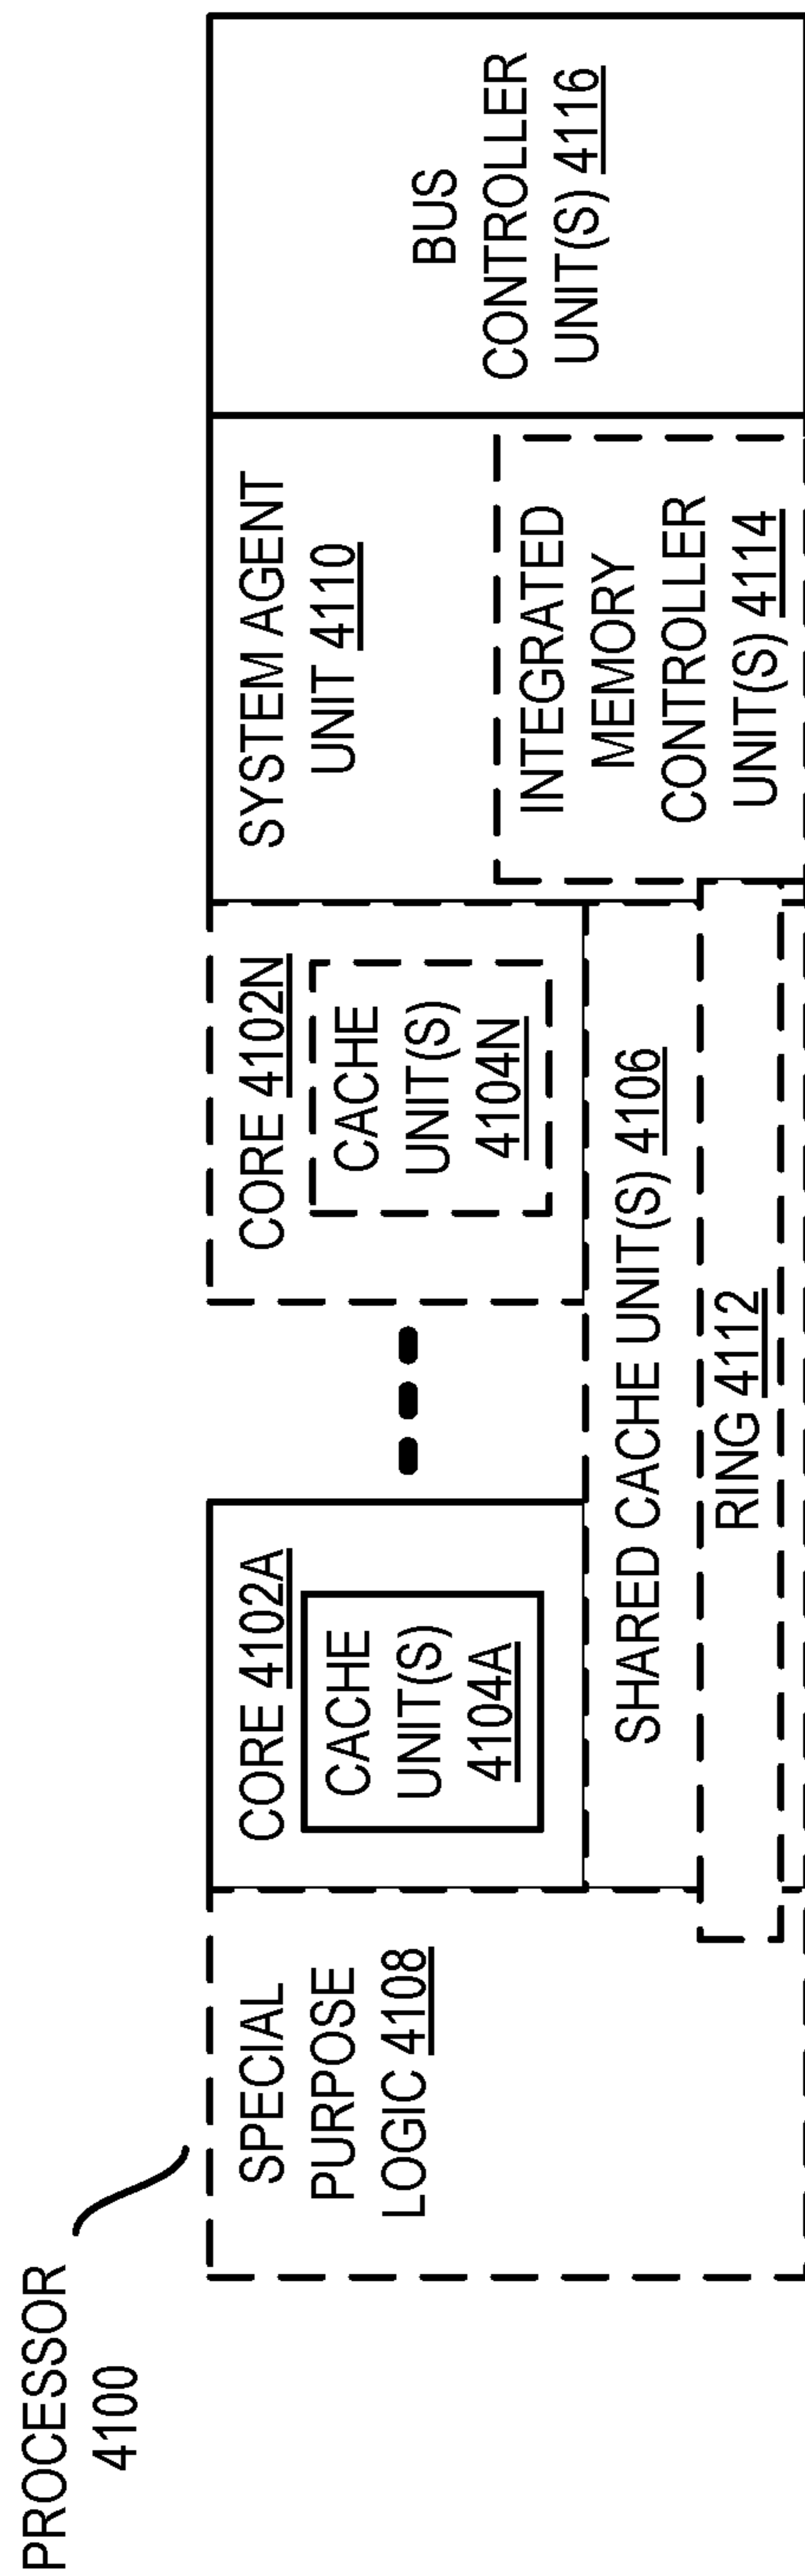 PROCESSOR
4100
SPECIAL
PURPOSE
LOGIC 4108
CORE 4102A
CACHE
UNIT(S)
4104A
CORE 4102N
CACHE
UNIT(S)
4104N
SHARED CACHE UNIT(S) 4106
RING 4112
SYSTEM AGENT
UNIT 4110
INTEGRATED
MEMORY
CONTROLLER
UNIT(S) 4114
BUS
CONTROLLER
UNIT(S) 4116